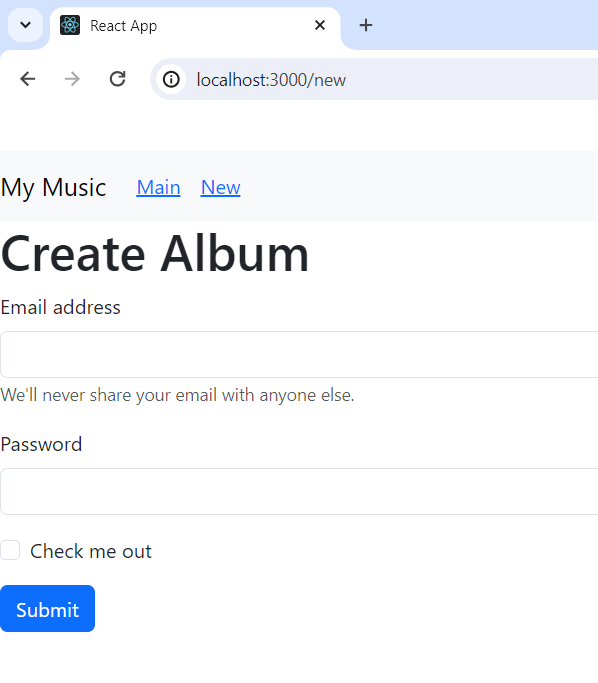 React App
localhost:3000/new
My Music Main New
Create Album
Email address
We'll never share your email with anyone else.
Password
Check me out
Submit